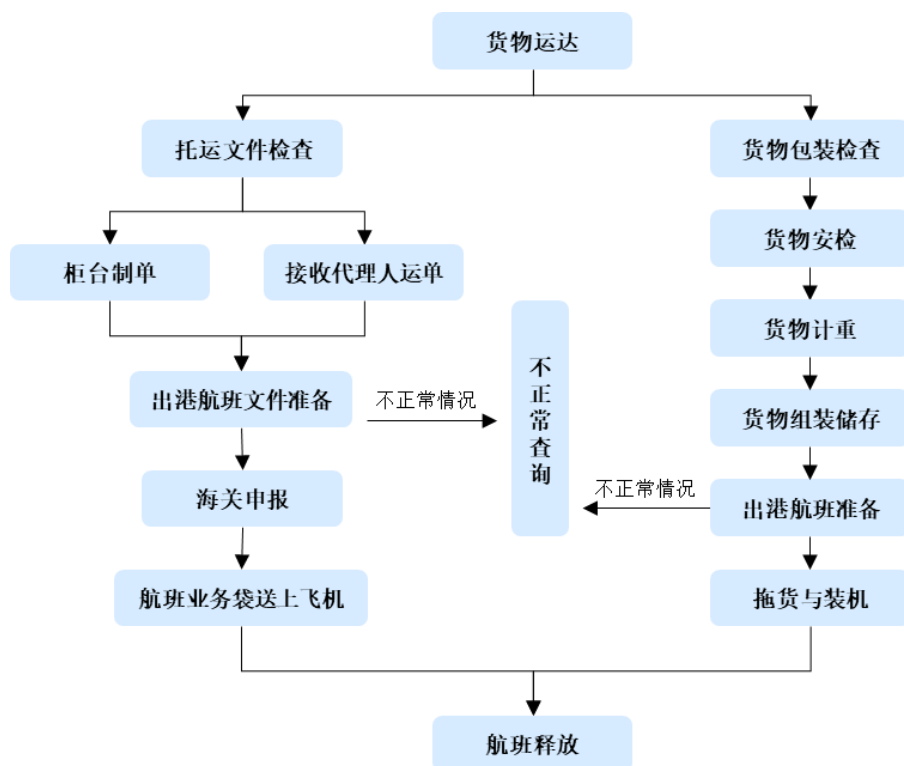 货物运达
托运文件检查
货物包装检查
货物安检
柜台制单
接收代理人运单
货物计重
不正常查询
出港航班文件准备
不正常情况
货物组装储存
海关申报
不正常情况
出港航班准备
航班业务袋送上飞机
拖货与装机
航班释放